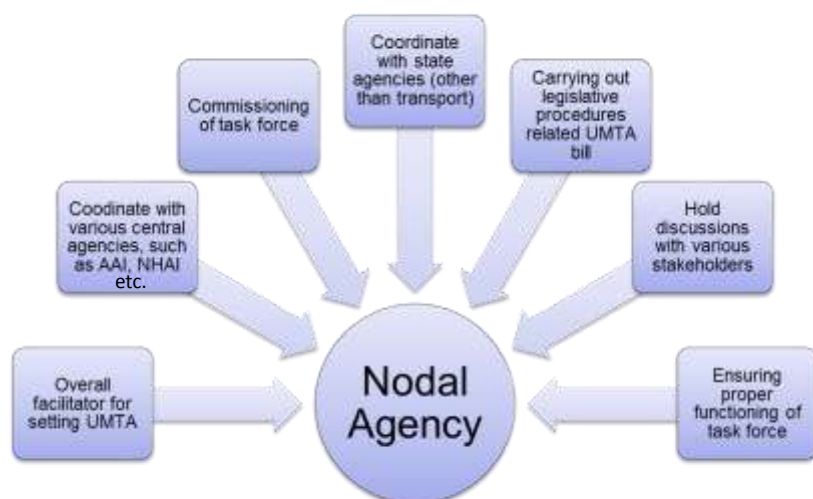 Coordinate
with state
agencies (other
than transport)
Commissioning
of task force
Carrying out
legislative
procedures
related UMTA
bill
Coodinate with
various central
agencies, such
as AAI, NHAI
etc.
Hold
discussions
with various
stakeholders
Overall
facilitator for
setting UMTA
Nodal
Agency
Ensuring
proper
functioning of
task force